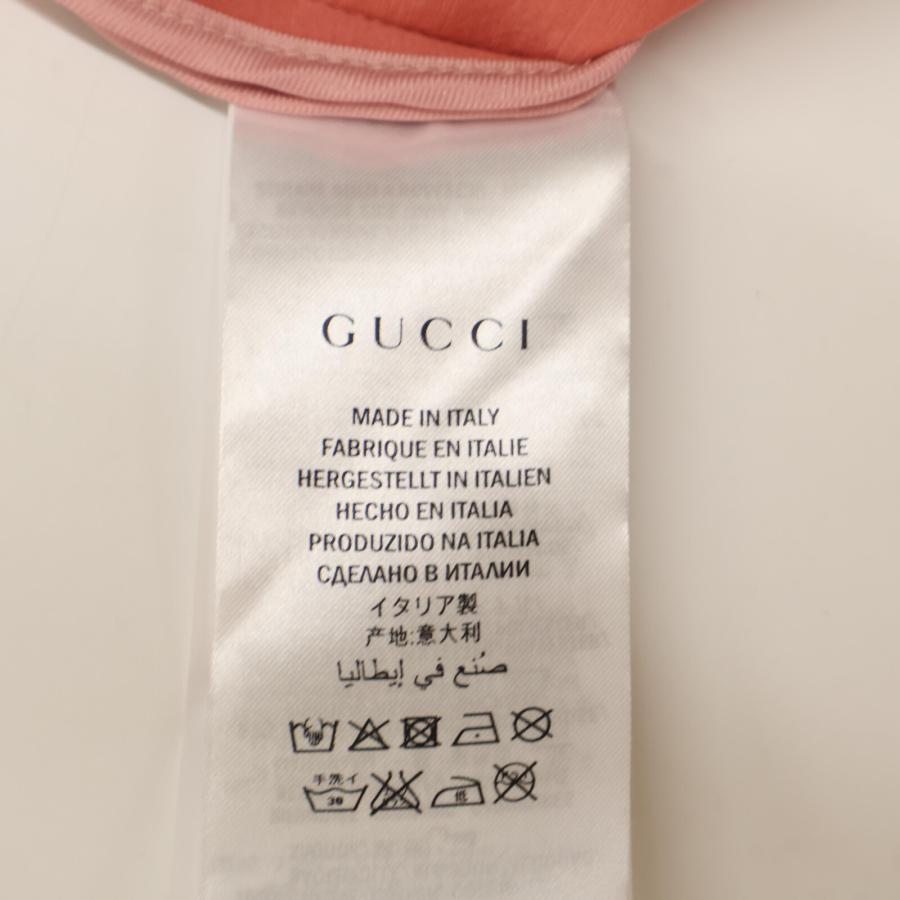 GUCCI
MADE IN ITALY
FABRIQUE EN ITALIE
HERGESTELLT IN ITALIEN
HECHO EN ITALIA
PRODUZIDO NA ITALIA
СДЕЛАНО В ИТАЛИИ
イタリア製
产地:意大利
صُنع في إيطاليا
手洗イ
30 低